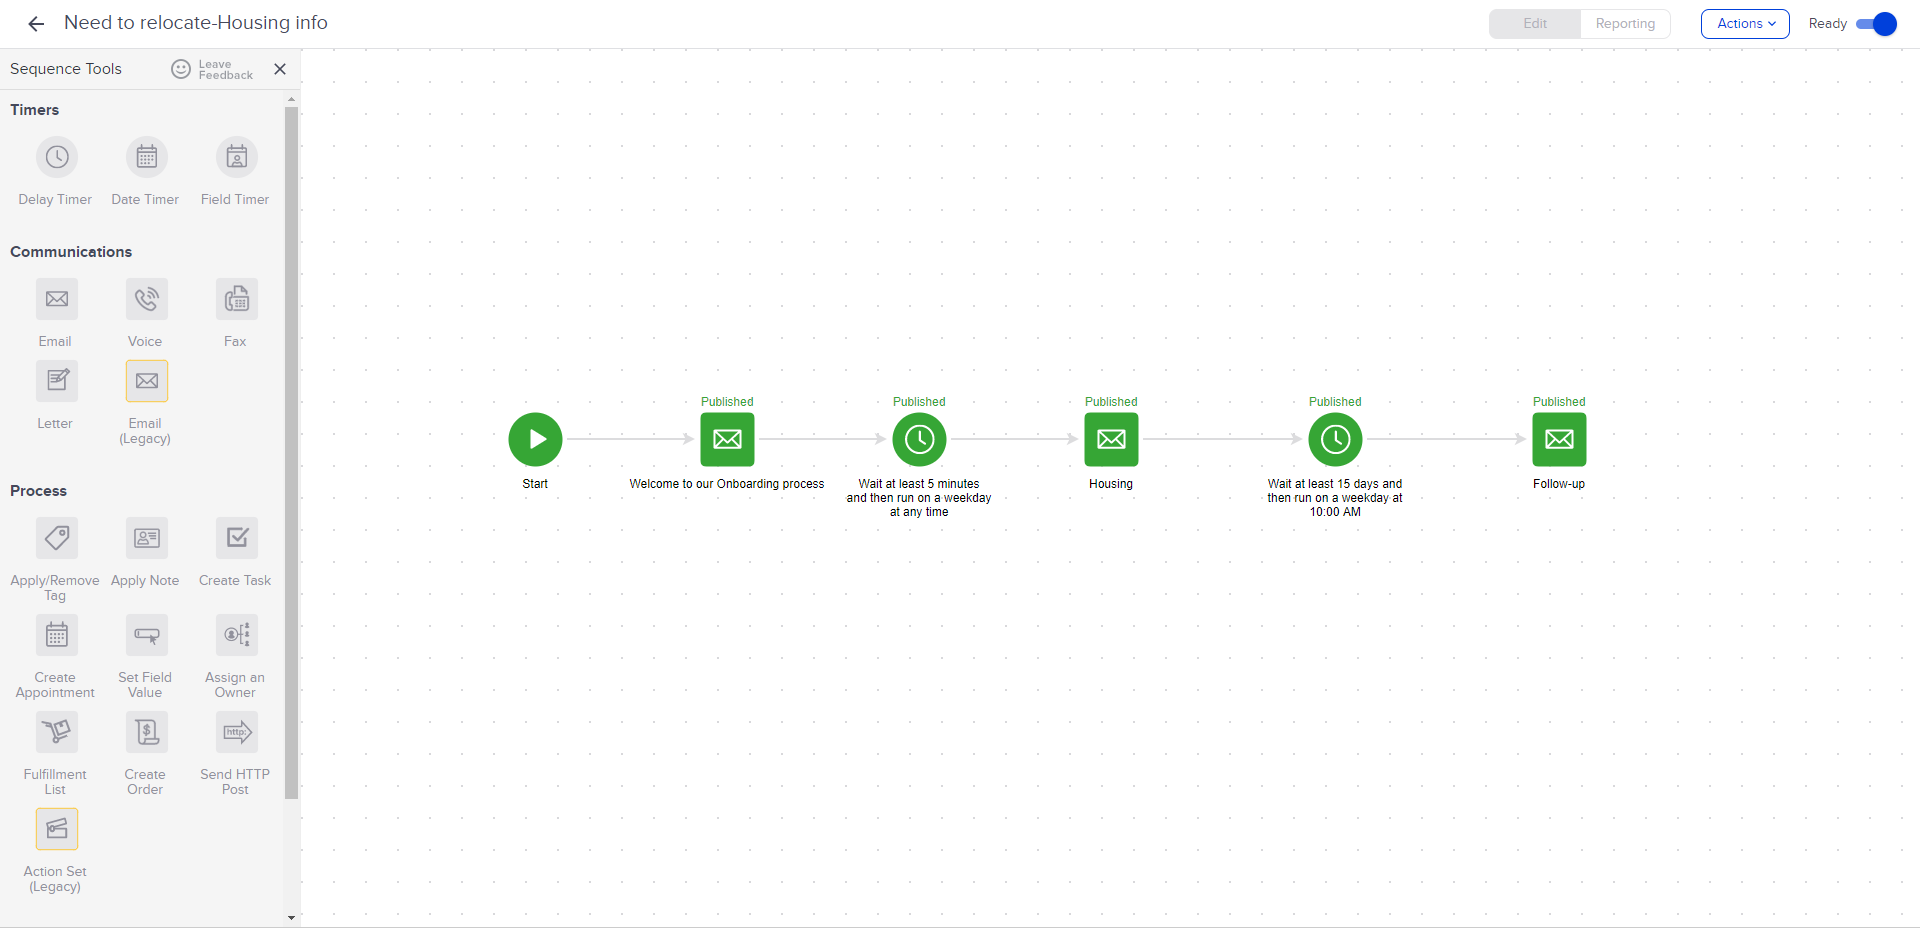 Need to relocate-Housing info
Edit
Reporting
Actions
Ready
Sequence Tools
Leave
Feedback
Timers
Delay Timer
Date Timer
Field Timer
Communications
Email
Voice
Fax
Letter
Email
(Legacy)
Process
Apply/Remove
Tag
Apply Note
Create Task
Create
Appointment
Set Field
Value
Assign an
Owner
$
http:
Fulfillment
List
Create
Order
Send HTTP
Post
Action Set
(Legacy)
Start
Published
Welcome to our Onboarding process
Published
Wait at least 5 minutes
and then run on a weekday
at any time
Published
Housing
Published
Wait at least 15 days and
then run on a weekday at
10:00 AM
Published
Follow-up